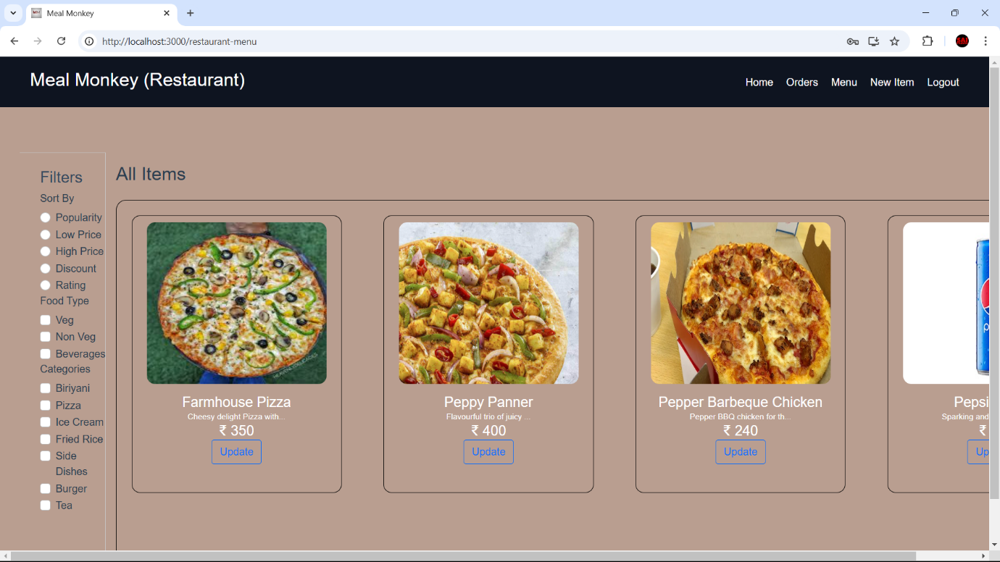 Meal Monkey
http://localhost:3000/restaurant-menu
Meal Monkey (Restaurant)
Home
Orders
Menu
New Item
Logout
Filters
Sort By
Popularity
Low Price
High Price
Discount
Rating
Food Type
Veg
Non Veg
Beverages
Categories
Biriyani
Pizza
Ice Cream
Fried Rice
Side
Dishes
Burger
Tea
All Items
HEAVENLYDELICACIES
Farmhouse Pizza
Cheesy delight Pizza with...
₹ 350
Update
Peppy Panner
Flavourful trio of juicy ...
₹ 400
Update
Pepper Barbeque Chicken
Pepper BBQ chicken for th...
₹ 240
Update
Pepsi
Sparking and
₹
Up